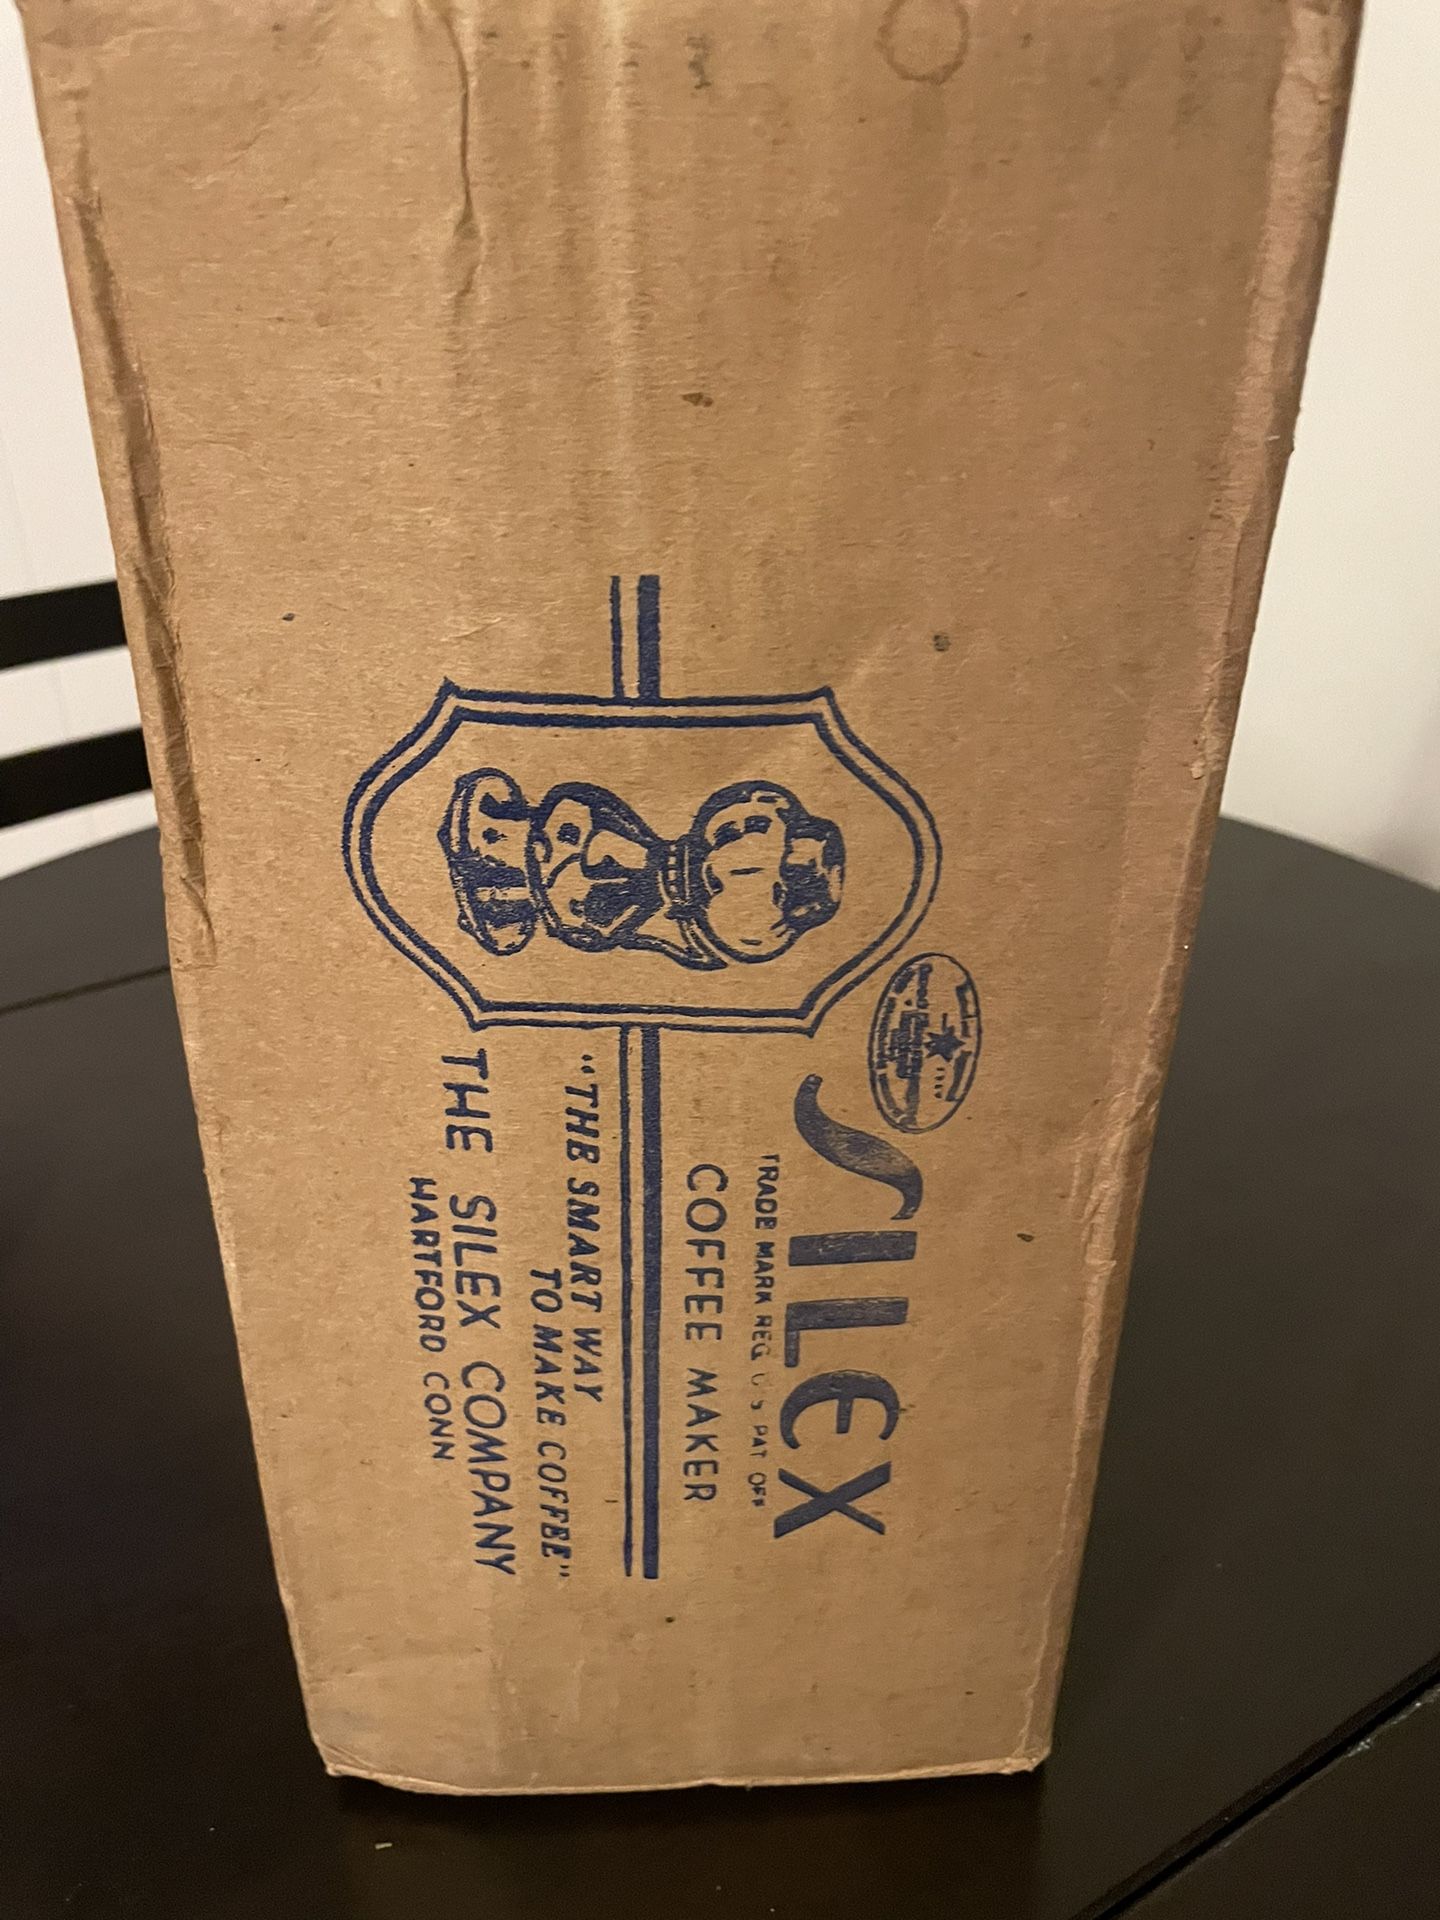 SILEX
TRADE MARK REG U S PAT OFF
COFFEE MAKER
"THE SMART WAY
TO MAKE COFFEE"
THE SILEX COMPANY
HARTFORD CONN